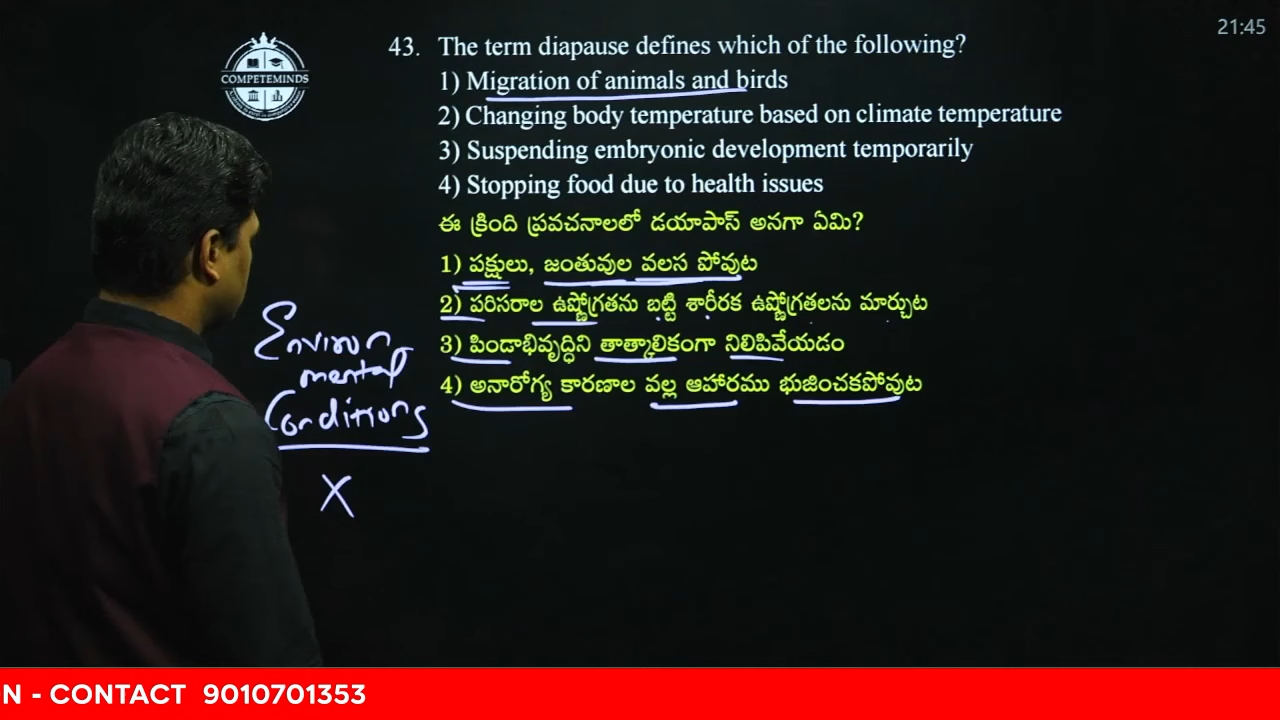 21:45
COMPETEMINDS
43. The term diapause defines which of the following?
1) Migration of animals and birds
2) Changing body temperature based on climate temperature
3) Suspending embryonic development temporarily
4) Stopping food due to health issues
ఈ క్రింది ప్రవచనాలలో డయాపాస్ అనగా ఏమి?
1) పక్షులు, జంతువుల వలస పోవుట
2) పరిసరాల ఉష్ణోగ్రతను బట్టి శారీరక ఉష్ణోగ్రతలను మార్చుట
3) పిండాభివృద్ధిని తాత్కాలికంగా నిలిపివేయడం
4) అనారోగ్య కారణాల వల్ల ఆహారము భుజించకపోవుట
Environ
mental
Conditions
X
N - CONTACT 9010701353